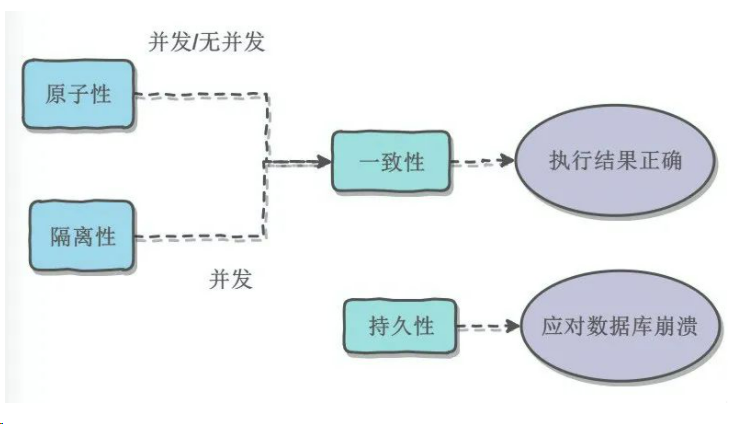 并发/无并发
原子性
一致性
执行结果正确
隔离性
并发
持久性
应对数据库崩溃